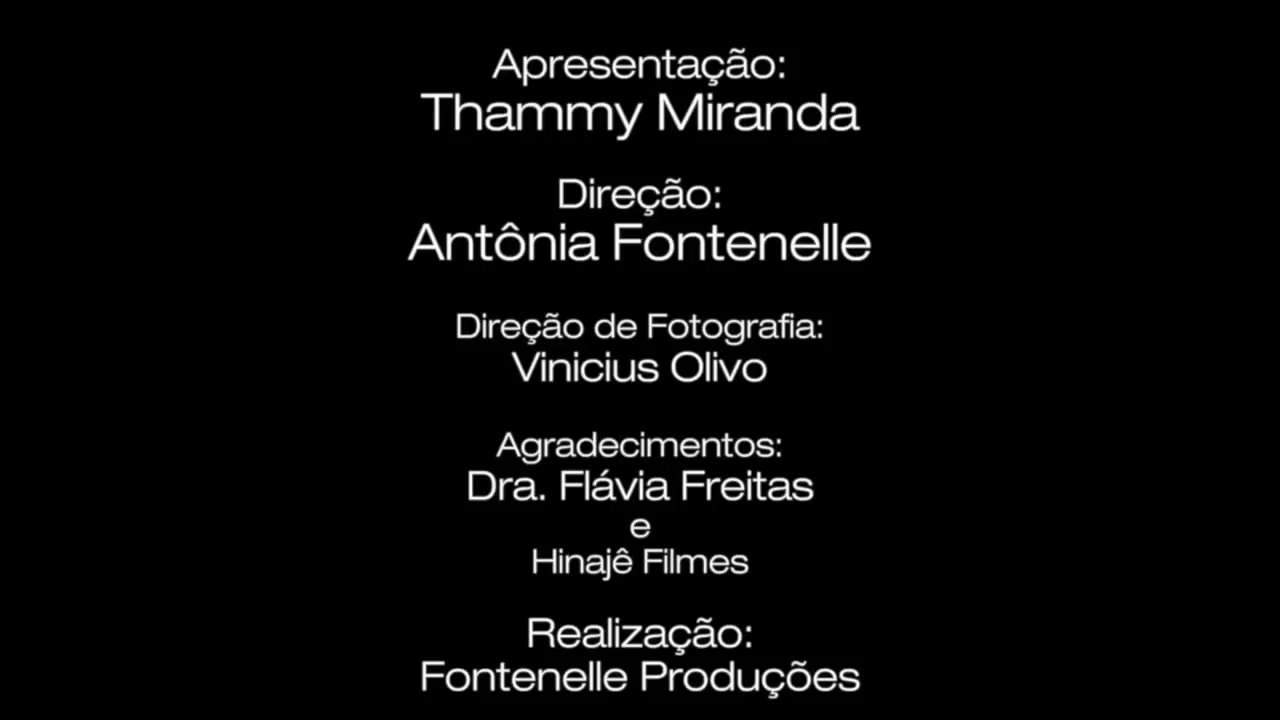 Apresentação:
Thammy Miranda
Direção:
Antônia Fontenelle
Direção de Fotografia:
Vinicius Olivo
Agradecimentos:
Dra. Flávia Freitas
e
Hinajê Filmes
Realização:
Fontenelle Produções